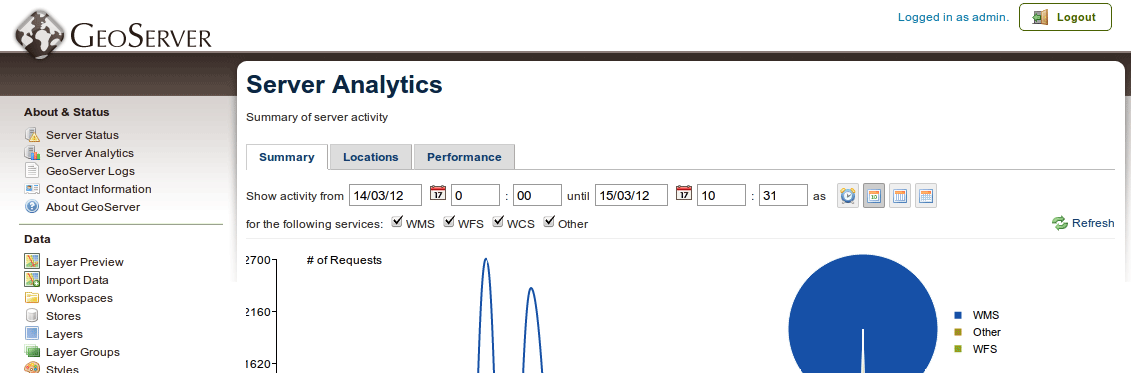 GEOSERVER
Logged in as admin.
Logout
About & Status
Server Status
Server Analytics
GeoServer Logs
Contact Information
About GeoServer
Data
Layer Preview
Import Data
Workspaces
Stores
Layers
Layer Groups
Styles
Server Analytics
Summary of server activity
Summary Locations Performance
Show activity from 14/03/12 17 0 : 00 until 15/03/12 17 10 : 31 as 10
for the following services: WMS WFS WCS Other
Refresh
# of Requests
2700
2160
1620
WMS
Other
WFS